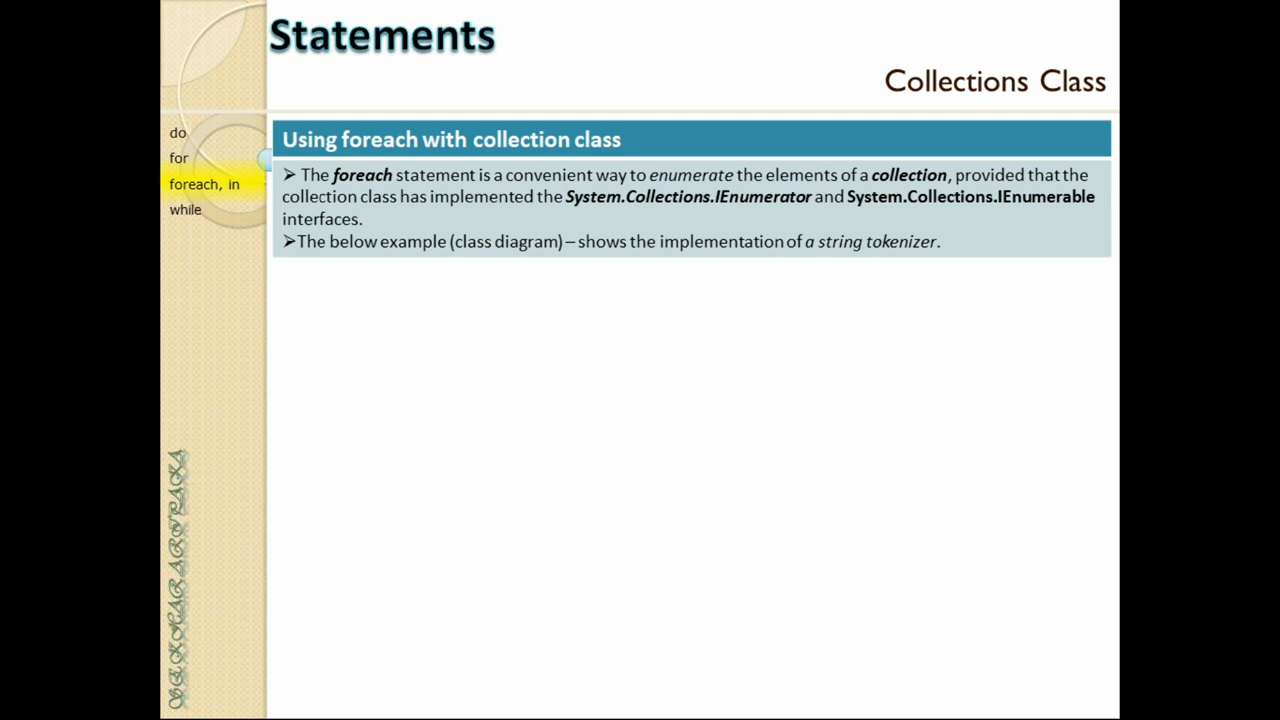 Statements
Collections Class
do
for
foreach, in
while
Using foreach with collection class
➢ The foreach statement is a convenient way to enumerate the elements of a collection, provided that the
collection class has implemented the System.Collections.IEnumerator and System.Collections.IEnumerable
interfaces.
➢The below example (class diagram) – shows the implementation of a string tokenizer.